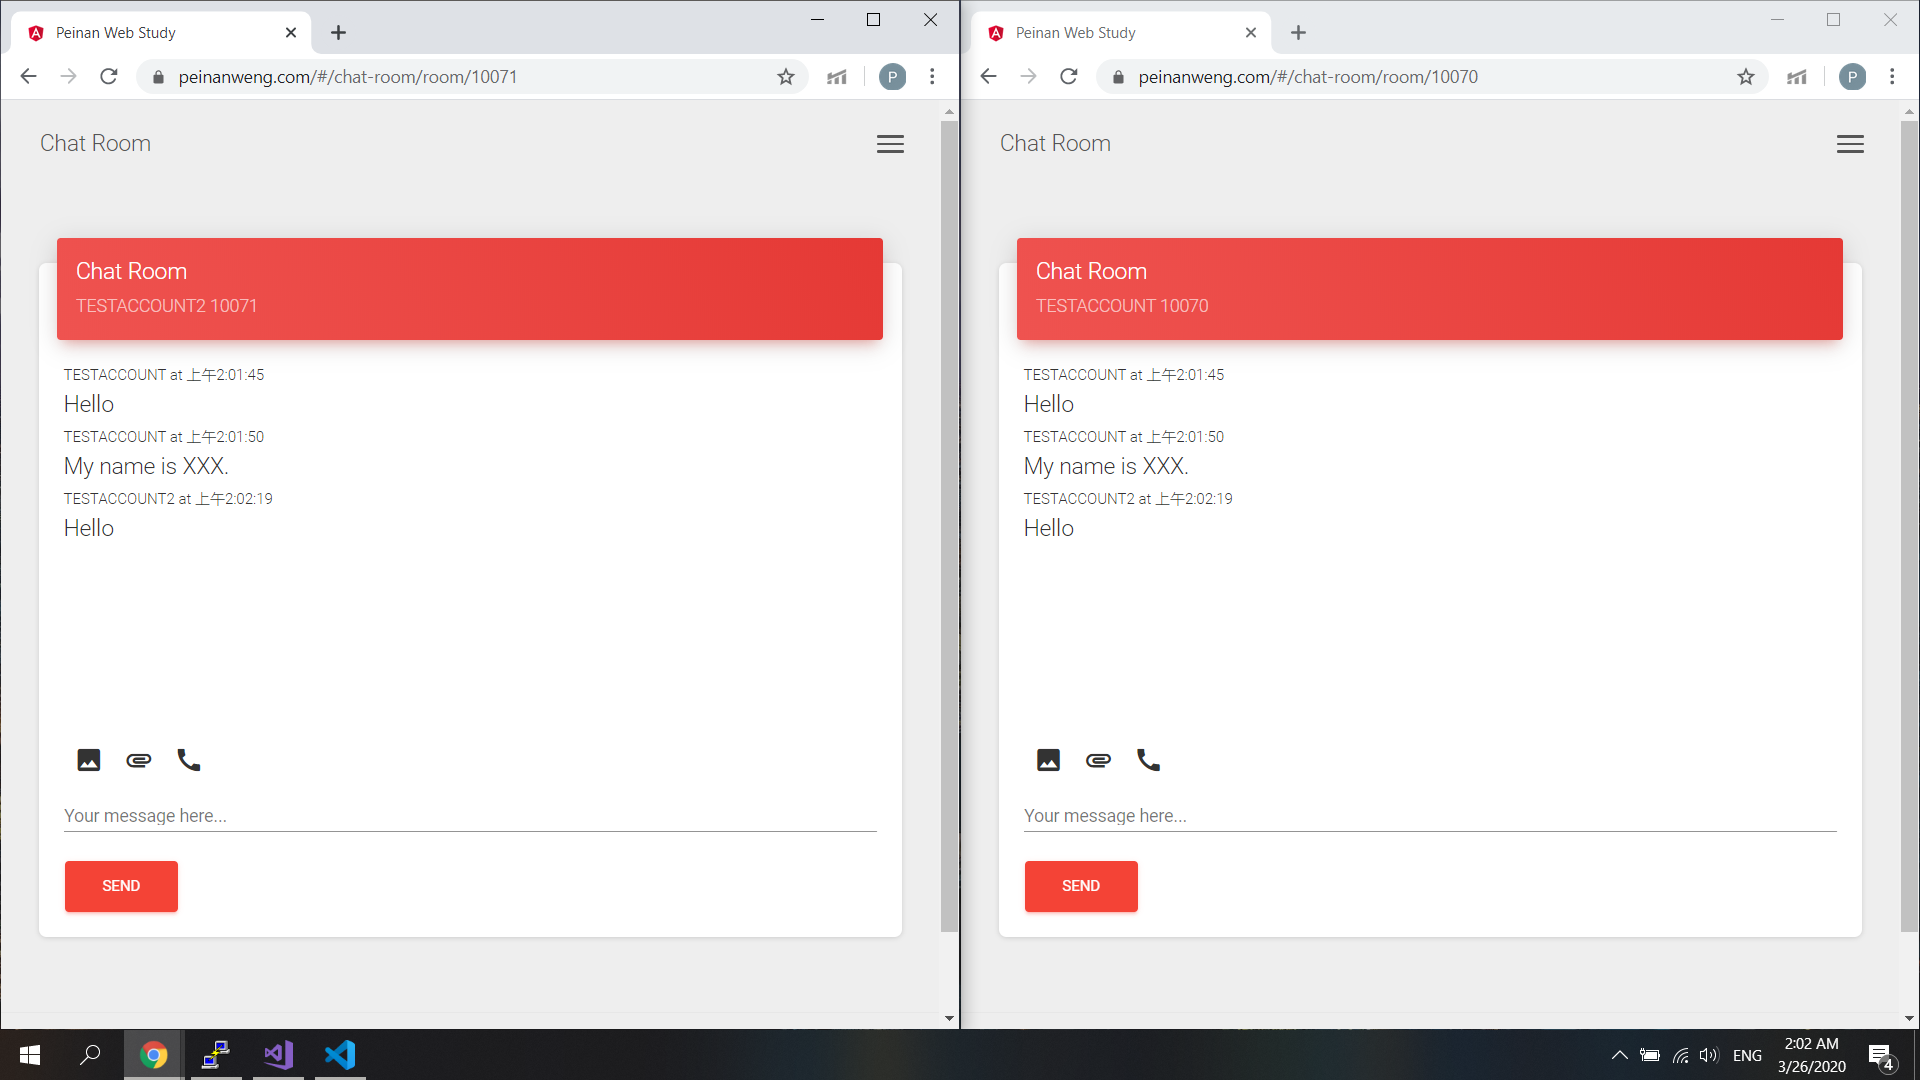 Peinan Web Study
peinanweng.com/#/chat-room/room/10071
P
Chat Room
Chat Room
TESTACCOUNT2 10071
TESTACCOUNT at 上午2:01:45
Hello
TESTACCOUNT at 上午2:01:50
My name is XXX.
TESTACCOUNT2 at 上午2:02:19
Hello
Your message here...
SEND
Peinan Web Study
peinanweng.com/#/chat-room/room/10070
P
Chat Room
Chat Room
TESTACCOUNT 10070
TESTACCOUNT at 上午2:01:45
Hello
TESTACCOUNT at 上午2:01:50
My name is XXX.
TESTACCOUNT2 at 上午2:02:19
Hello
Your message here...
SEND
ENG
2:02 AM
3/26/2020
4